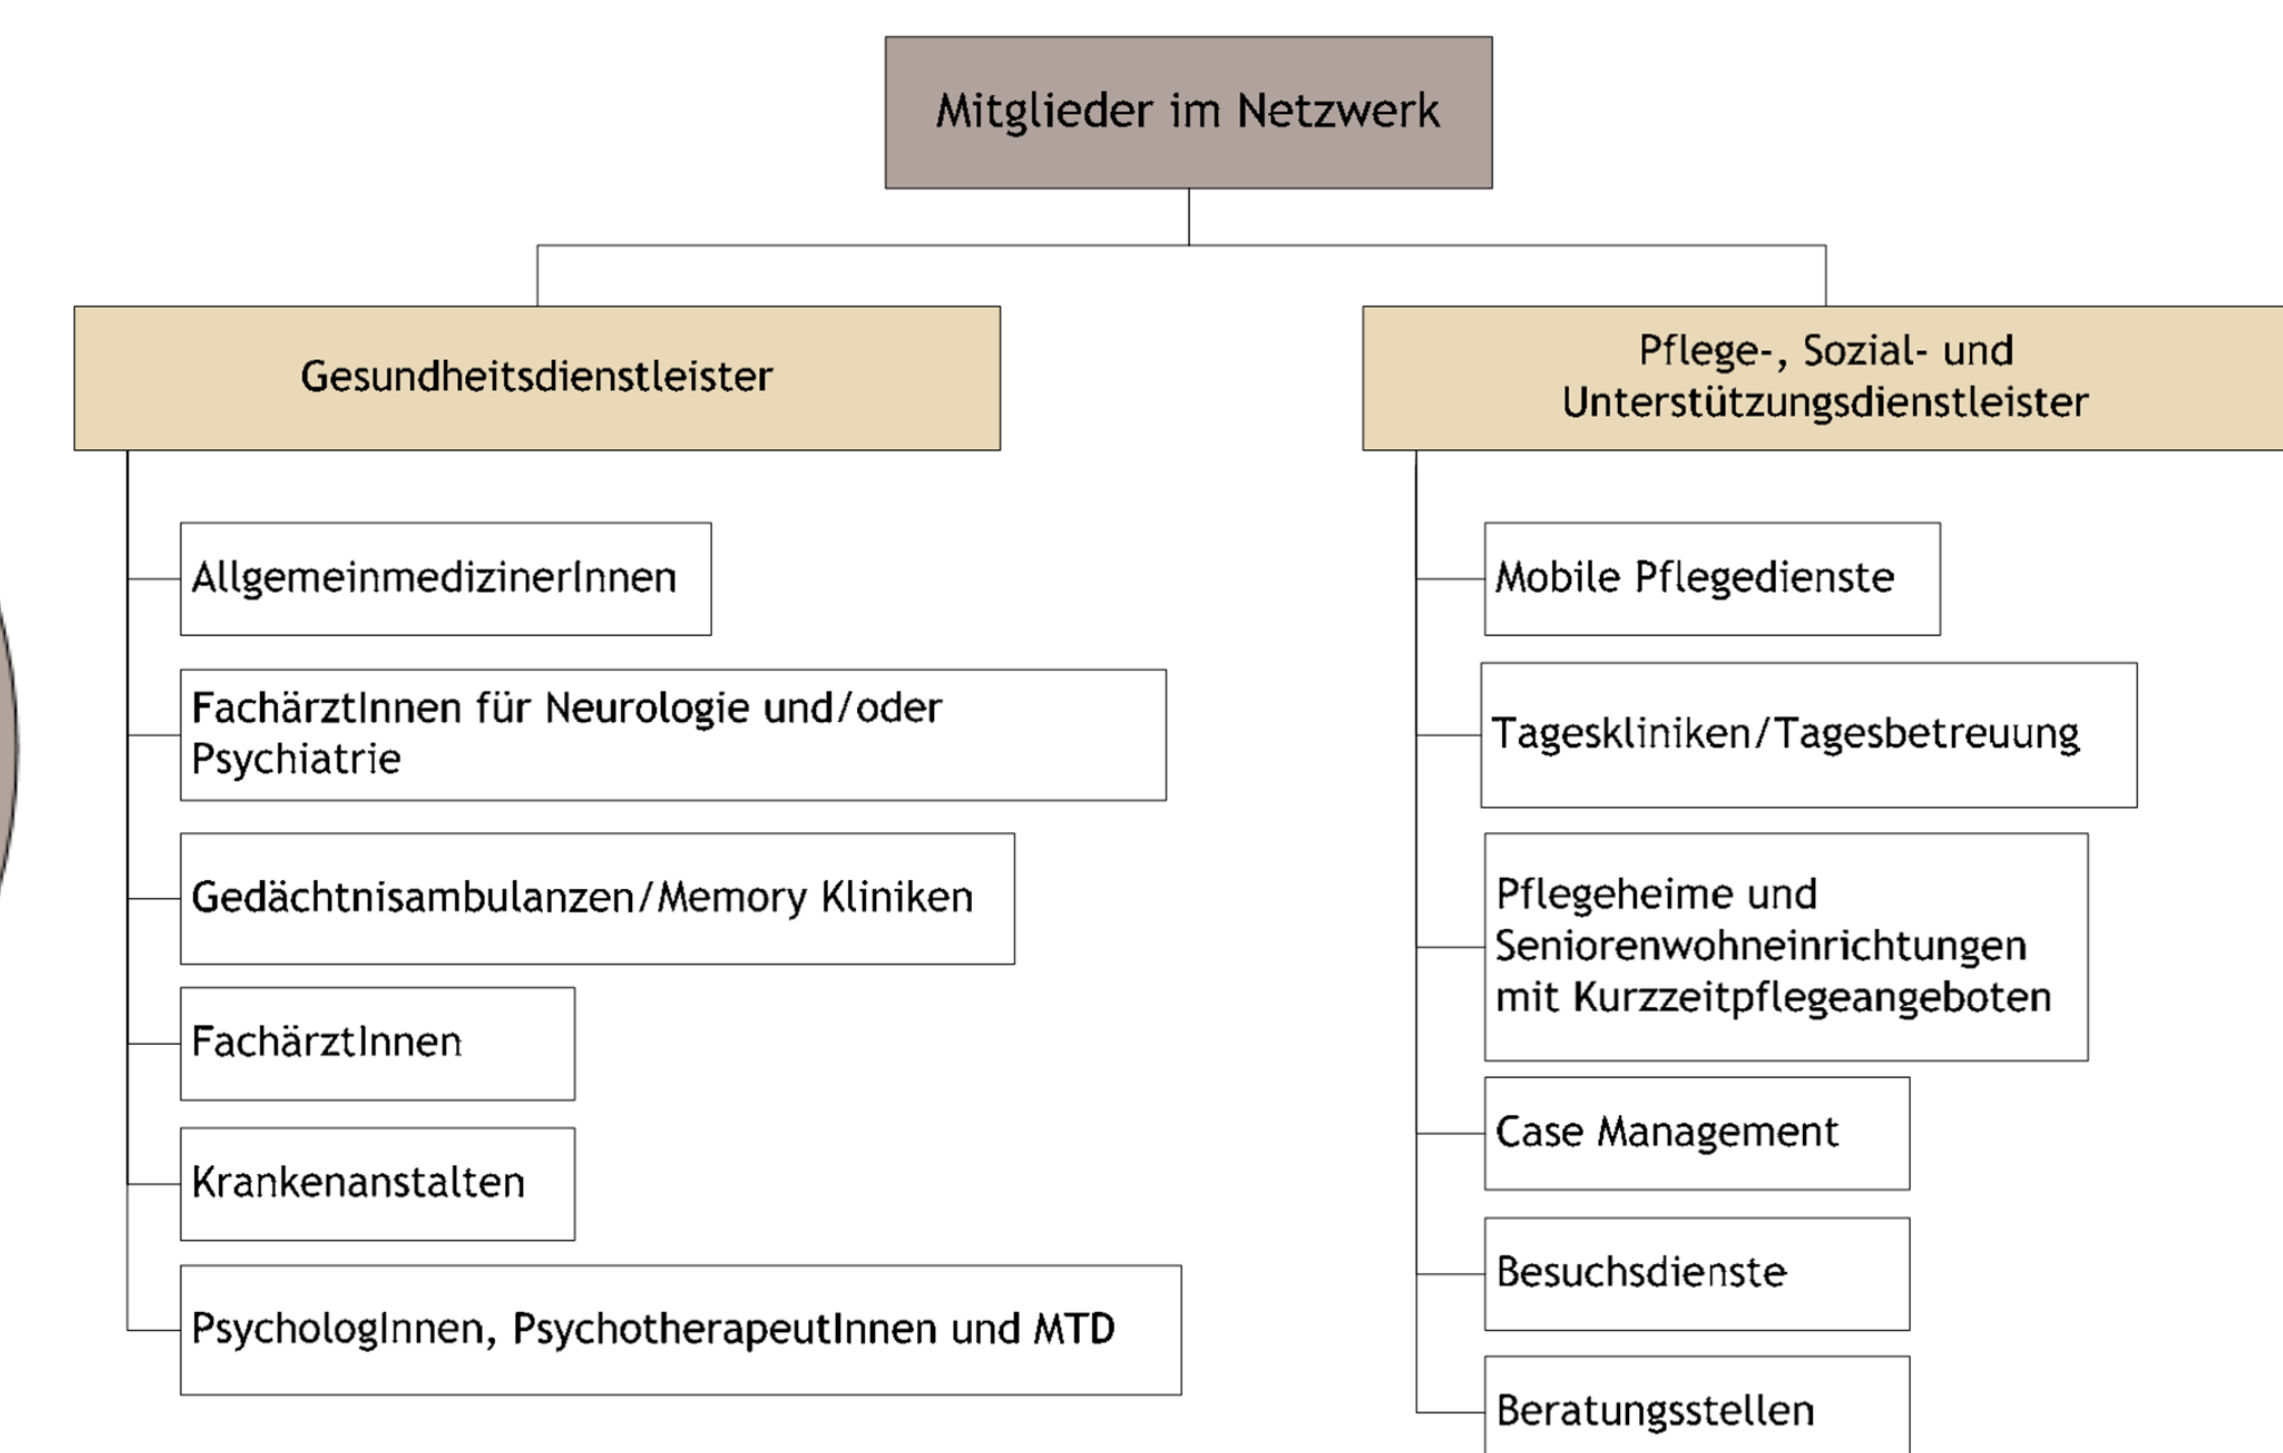 Mitglieder im Netzwerk
Gesundheitsdienstleister
AllgemeinmedizinerInnen
FachärztInnen für Neurologie und/oder
Psychiatrie
Gedächtnisambulanzen/Memory Kliniken
FachärztInnen
Krankenanstalten
PsychologInnen, PsychotherapeutInnen und MTD
Pflege-, Sozial- und
Unterstützungsdienstleister
Mobile Pflegedienste
Tageskliniken/Tagesbetreuung
Pflegeheime und
Seniorenwohneinrichtungen
mit Kurzzeitpflegeangeboten
Case Management
Besuchsdienste
Beratungsstellen